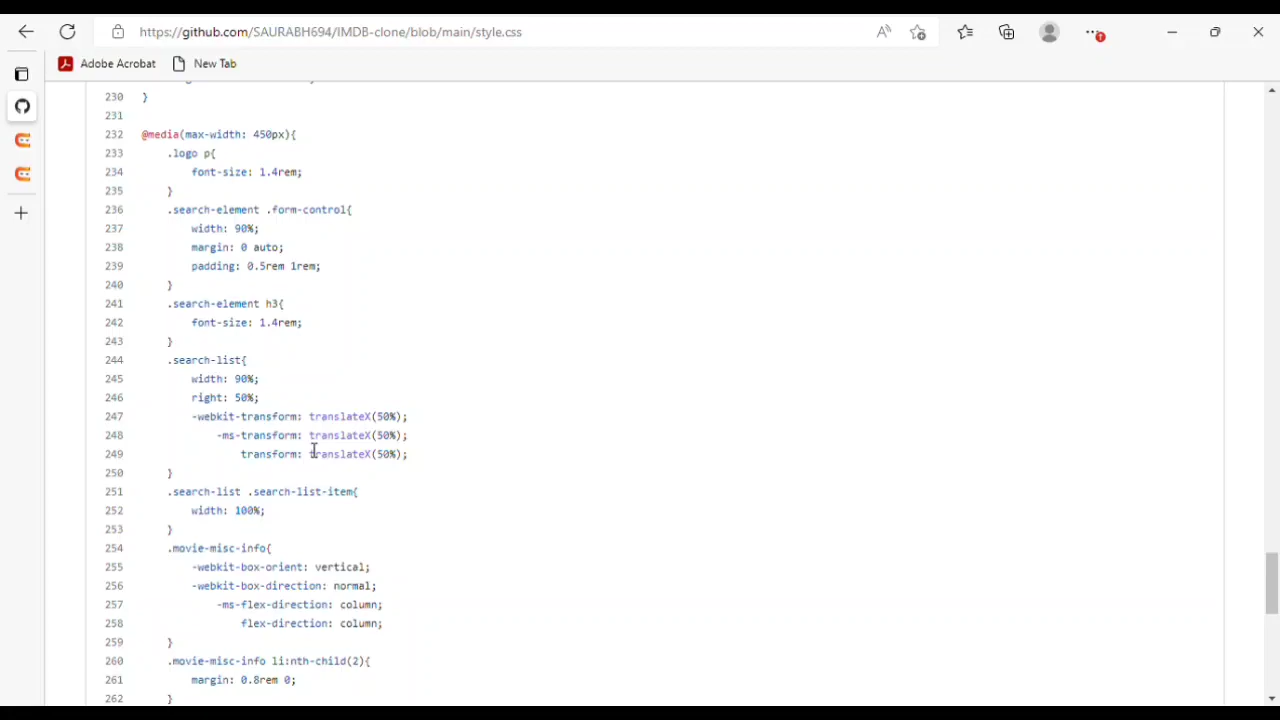 https://github.com/SAURABH694/IMDB-clone/blob/main/style.css
Adobe Acrobat New Tab
230 }
231
232 @media(max-width: 450px){
233 .logo p{
234 font-size: 1.4rem;
235 }
236 .search-element .form-control{
237 width: 90%;
238 margin: 0 auto;
239 padding: 0.5rem 1rem;
240 }
241 .search-element h3{
242 font-size: 1.4rem;
243 }
244 .search-list{
245 width: 90%;
246 right: 50%;
247 -webkit-transform: translateX(50%);
248 -ms-transform: translateX(50%);
249 transform: translateX(50%);
250 }
251 .search-list .search-list-item{
252 width: 100%;
253 }
254 .movie-misc-info{
255 -webkit-box-orient: vertical;
256 -webkit-box-direction: normal;
257 -ms-flex-direction: column;
258 flex-direction: column;
259 }
260 .movie-misc-info li:nth-child(2){
261 margin: 0.8rem 0;
262 }